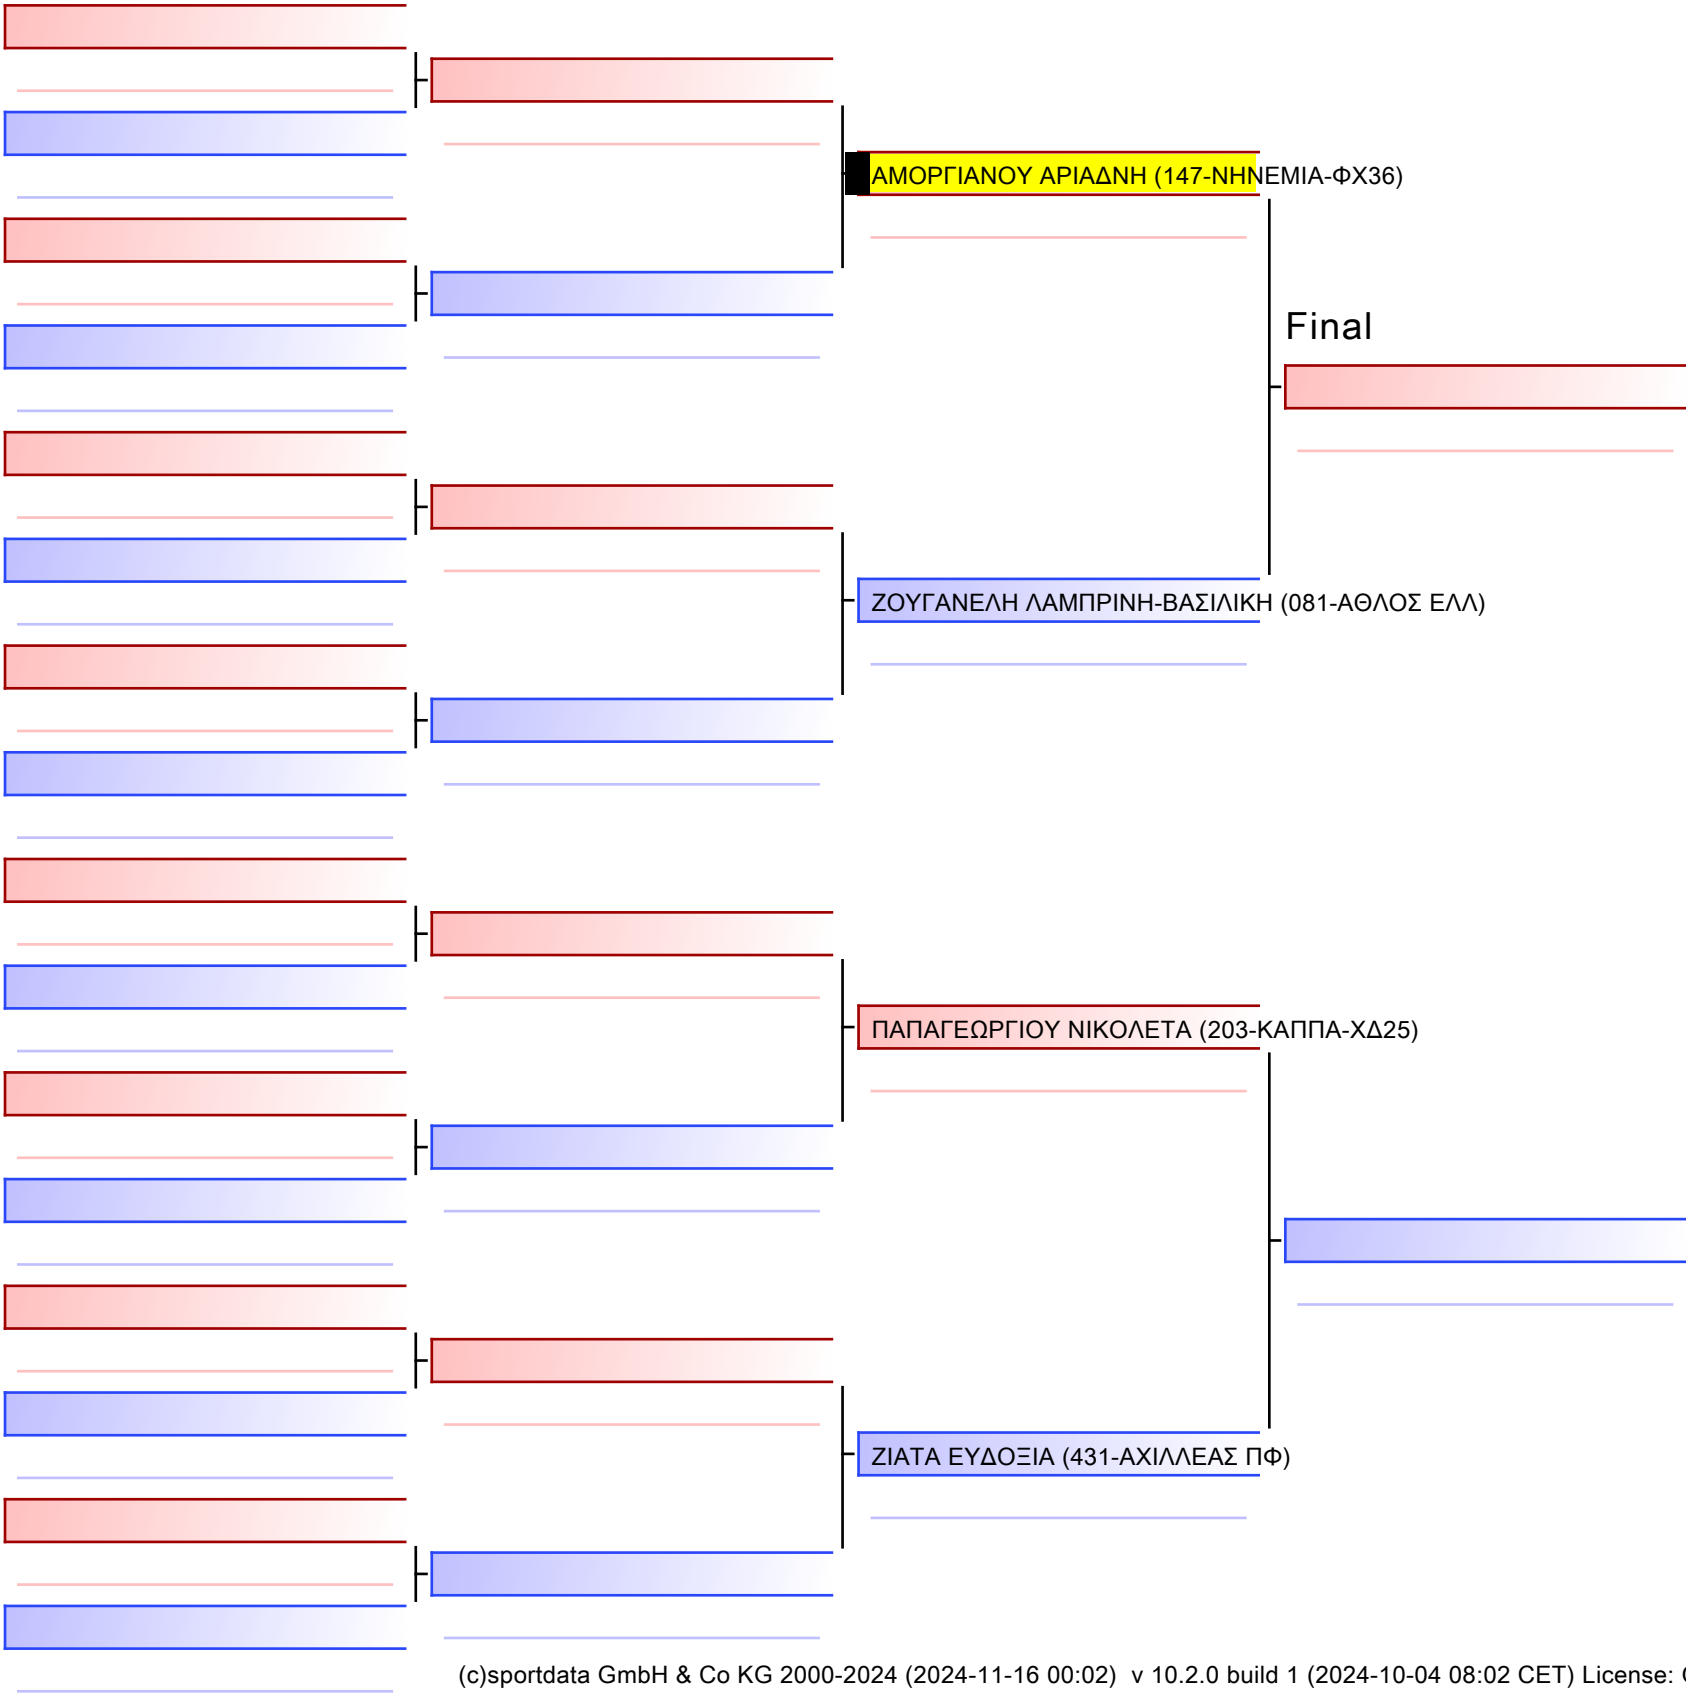 ΑΜΟΡΓΙΑΝΟΥ ΑΡΙΑΔΝΗ (147-ΝΗΝΕΜΙΑ-ΦΧ36)
Final
ΖΟΥΓΑΝΕΛΗ ΛΑΜΠΡΙΝΗ-ΒΑΣΙΛΙΚΗ (081-ΑΘΛΟΣ ΕΛΛ)
ΠΑΠΑΓΕΩΡΓΙΟΥ ΝΙΚΟΛΕΤΑ (203-ΚΑΠΠΑ-ΧΔ25)
ΖΙΑΤΑ ΕΥΔΟΞΙΑ (431-ΑΧΙΛΛΕΑΣ ΠΦ)
(c)sportdata GmbH & Co KG 2000-2024 (2024-11-16 00:02) v 10.2.0 build 1 (2024-10-04 08:02 CET) License: